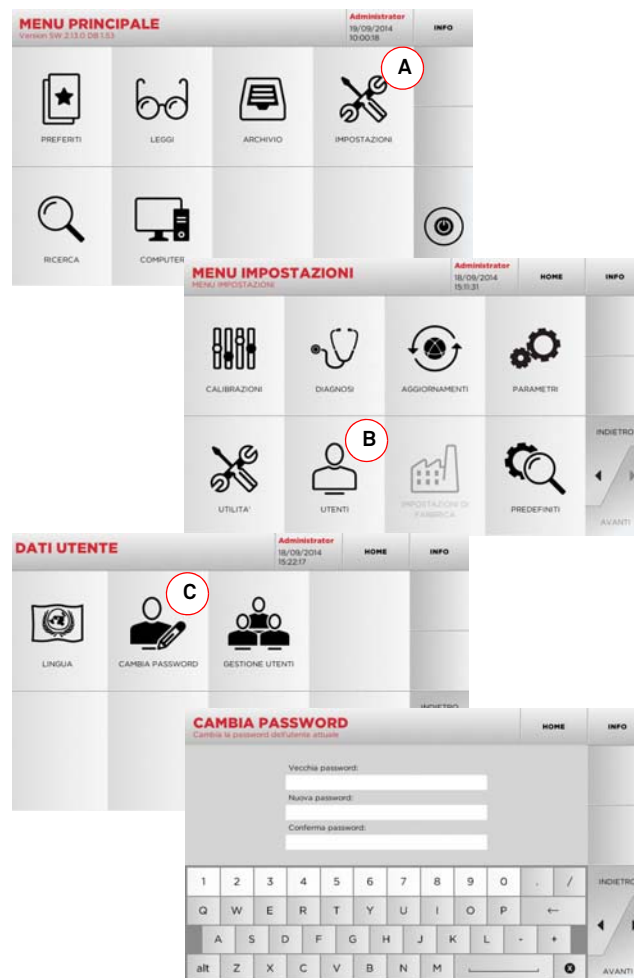 MENU PRINCIPALE
Version SW 2.13.0 DB 1.53
Administrator
19/09/2014
10:00:18
INFO
A
PREFERITI
LEGGI
ARCHIVIO
IMPOSTAZIONI
RICERCA
COMPUTER
MENU IMPOSTAZIONI
MENU IMPOSTAZIONI
Administrator
18/09/2014
15:11:31
HOME
INFO
CALIBRAZIONI
DIAGNOSI
AGGIORNAMENTI
PARAMETRI
B
INDIETRO
UTILITA'
UTENTI
IMPOSTAZIONI DI
FABBRICA
PREDEFINITI
AVANTI
DATI UTENTE
Administrator
18/09/2014
15:22:17
HOME
INFO
C
LINGUA
CAMBIA PASSWORD
GESTIONE UTENTI
INDIETRO
CAMBIA PASSWORD
Cambia la password dell'utente attuale
HOME
INFO
Vecchia password:
Nuova password:
Conferma password:
1 2 3 4 5 6 7 8 9 0 . /
INDIETRO
Q W E R T Y U I O P ←
A S D F G H J K L - +
alt Z X C V B N M
AVANTI